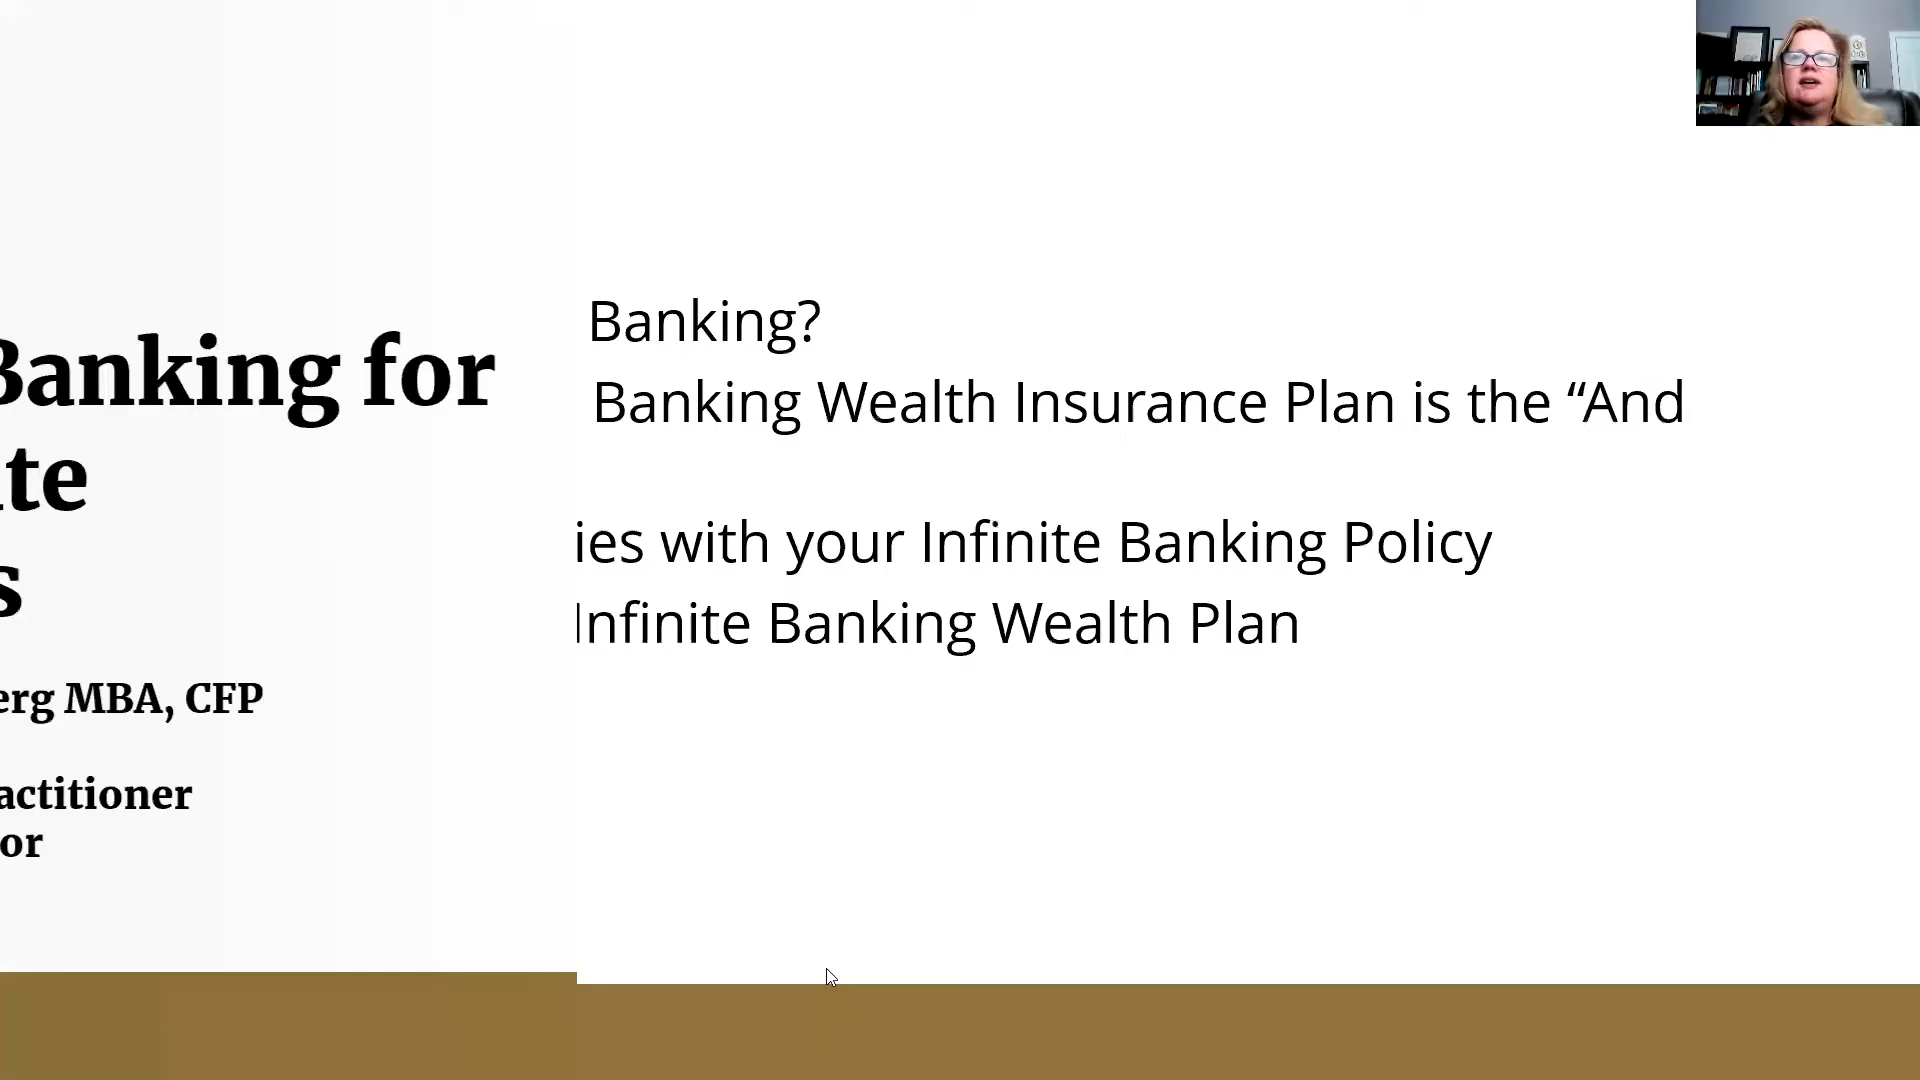 Banking for
te
s
erg MBA, CFP
actitioner
or
Banking?
Banking Wealth Insurance Plan is the “And
ies with your Infinite Banking Policy
Infinite Banking Wealth Plan